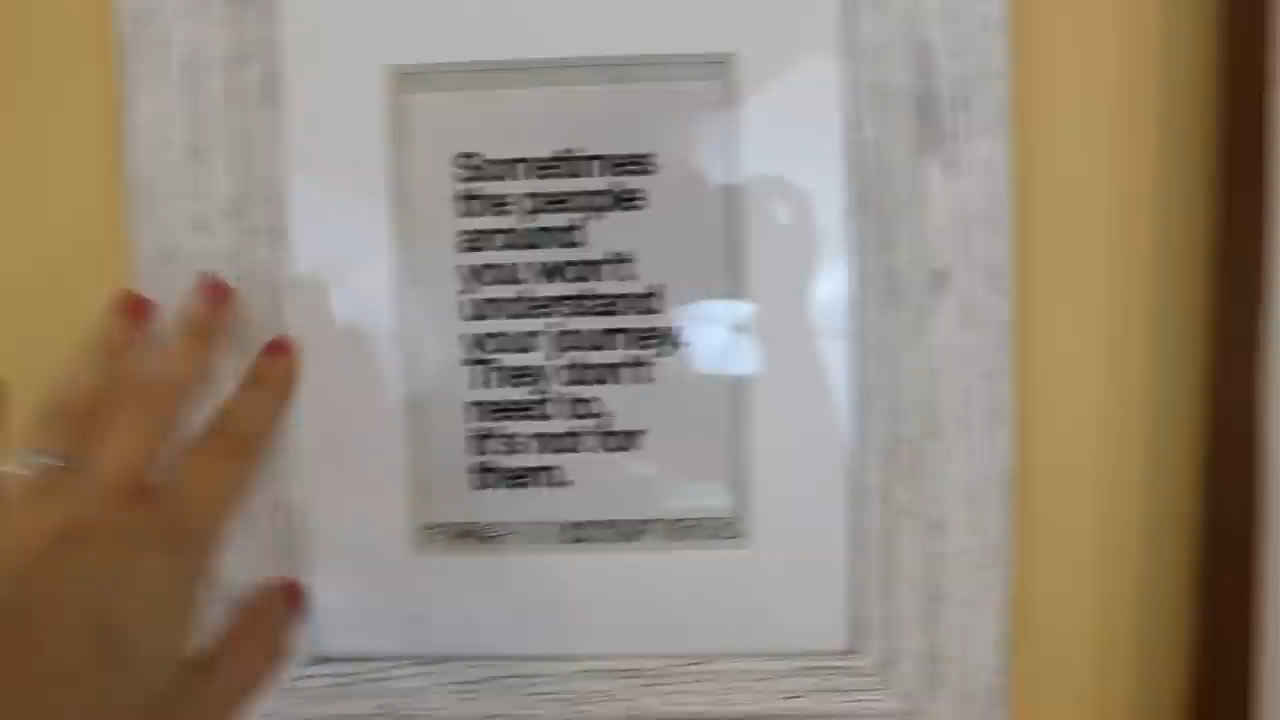 Sometimes
the people
around
you won't
understand
your journey.
They don't
need to,
it's not for
them.